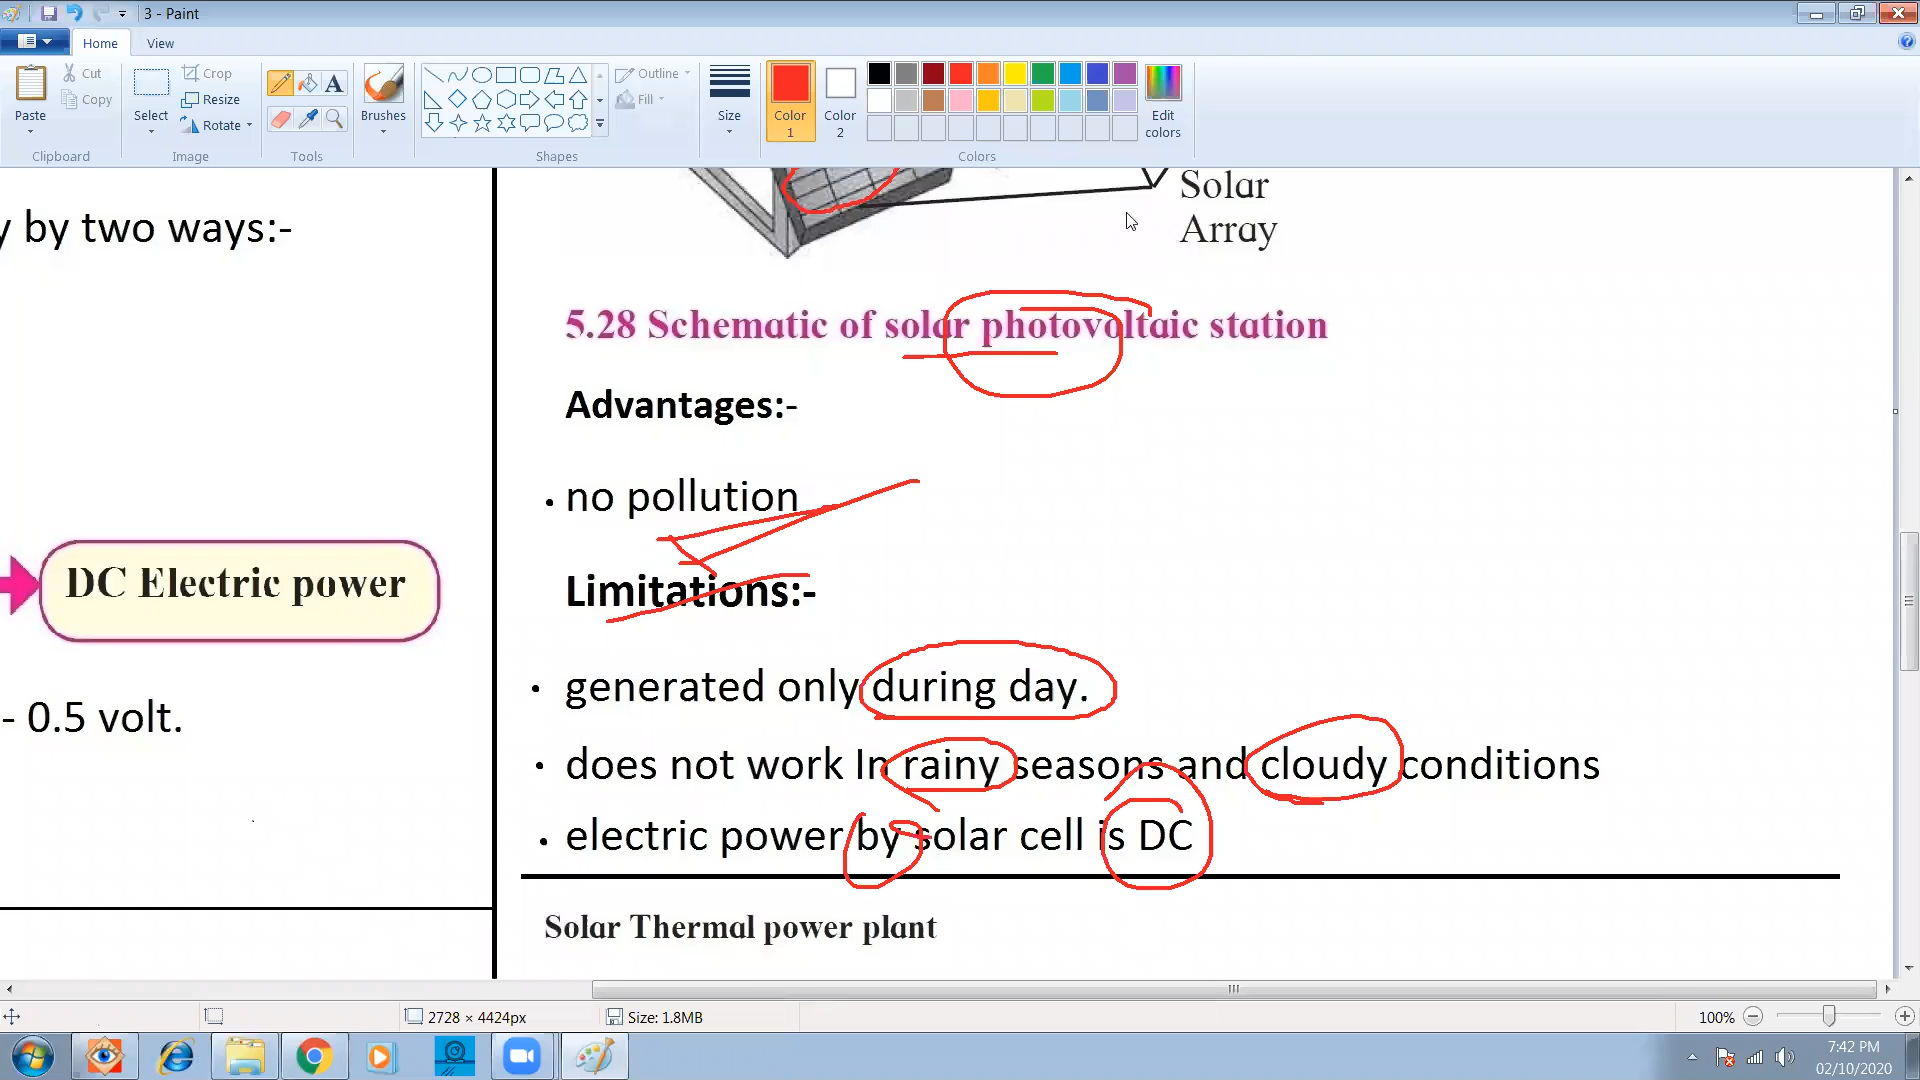 3 - Paint
Home View
Paste Cut Copy Select Crop Resize Rotate Brushes Outline Fill Size Color 1 Color 2 Edit colors
Clipboard Image Tools Shapes Colors
y by two ways:-
DC Electric power
- 0.5 volt.
Solar
Array
5.28 Schematic of solar photovoltaic station
Advantages:-
• no pollution
Limitations:-
• generated only during day.
• does not work In rainy seasons and cloudy conditions
• electric power by solar cell is DC
Solar Thermal power plant
2728 × 4424px Size: 1.8MB 100%
7:42 PM
02/10/2020